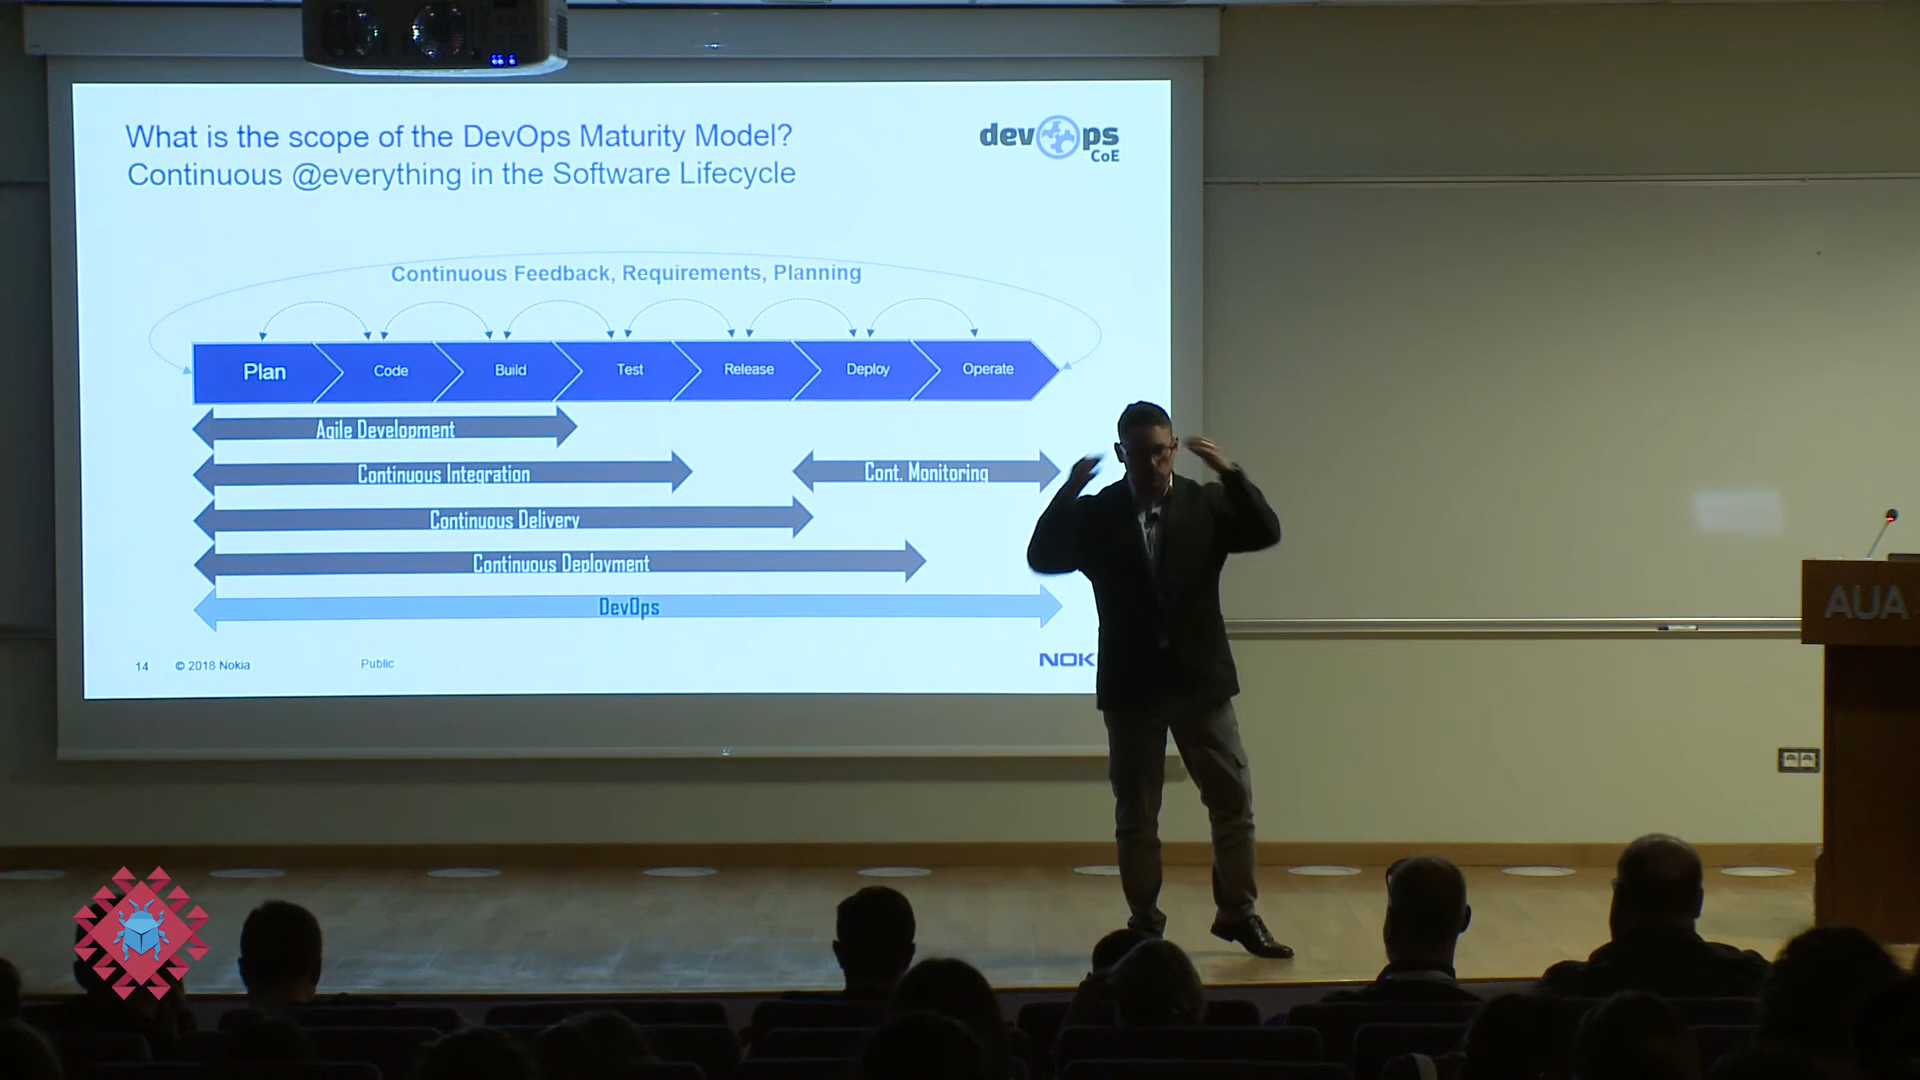 What is the scope of the DevOps Maturity Model?
Continuous @everything in the Software Lifecycle
devOps
CoE
Continuous Feedback, Requirements, Planning
Plan
Code
Build
Test
Release
Deploy
Operate
Agile Development
Continuous Integration
Cont. Monitoring
Continuous Delivery
Continuous Deployment
DevOps
14
© 2018 Nokia
Public
NOK
AUA